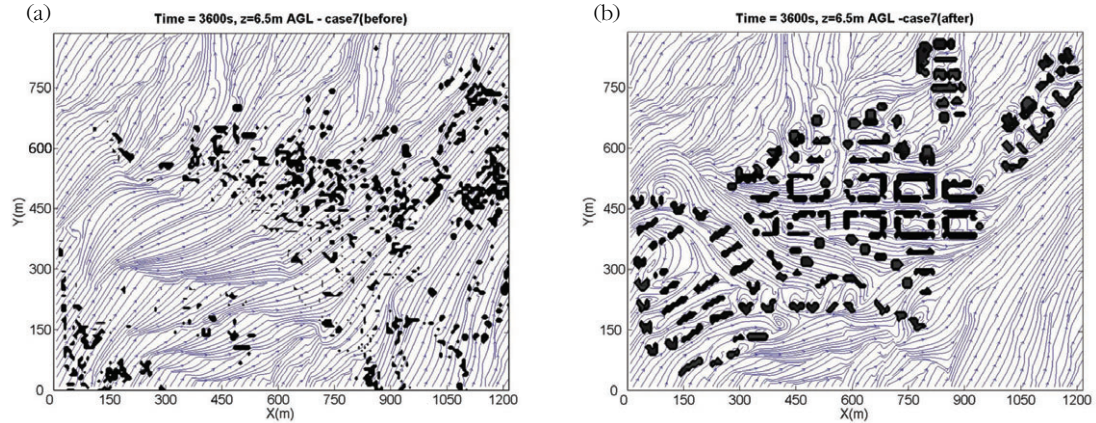 (a)
Time = 3600s, z=6.5m AGL - case7(before)
Y(m)
750
600
450
300
150
0
0 150 300 450 600 750 900 1050 1200
X(m)
(b)
Time = 3600s, z=6.5m AGL -case7(after)
Y(m)
750
600
450
300
150
0
0 150 300 450 600 750 900 1050 1200
X(m)